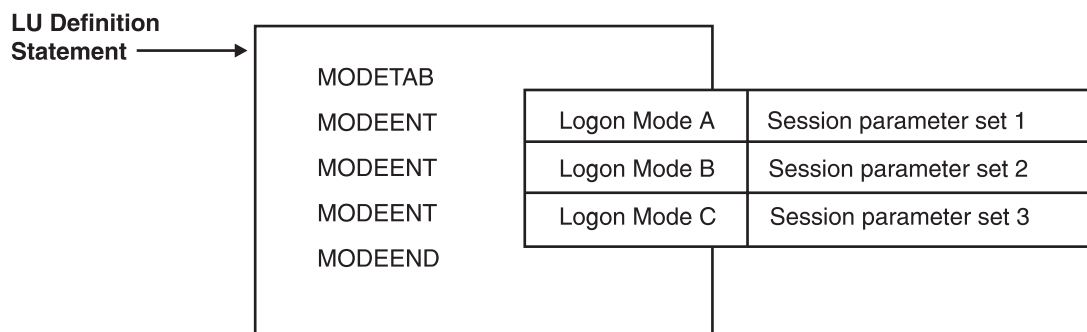 LU Definition
Statement
MODETAB
MODEENT
Logon Mode A
Session parameter set 1
MODEENT
Logon Mode B
Session parameter set 2
MODEENT
Logon Mode C
Session parameter set 3
MODEEND